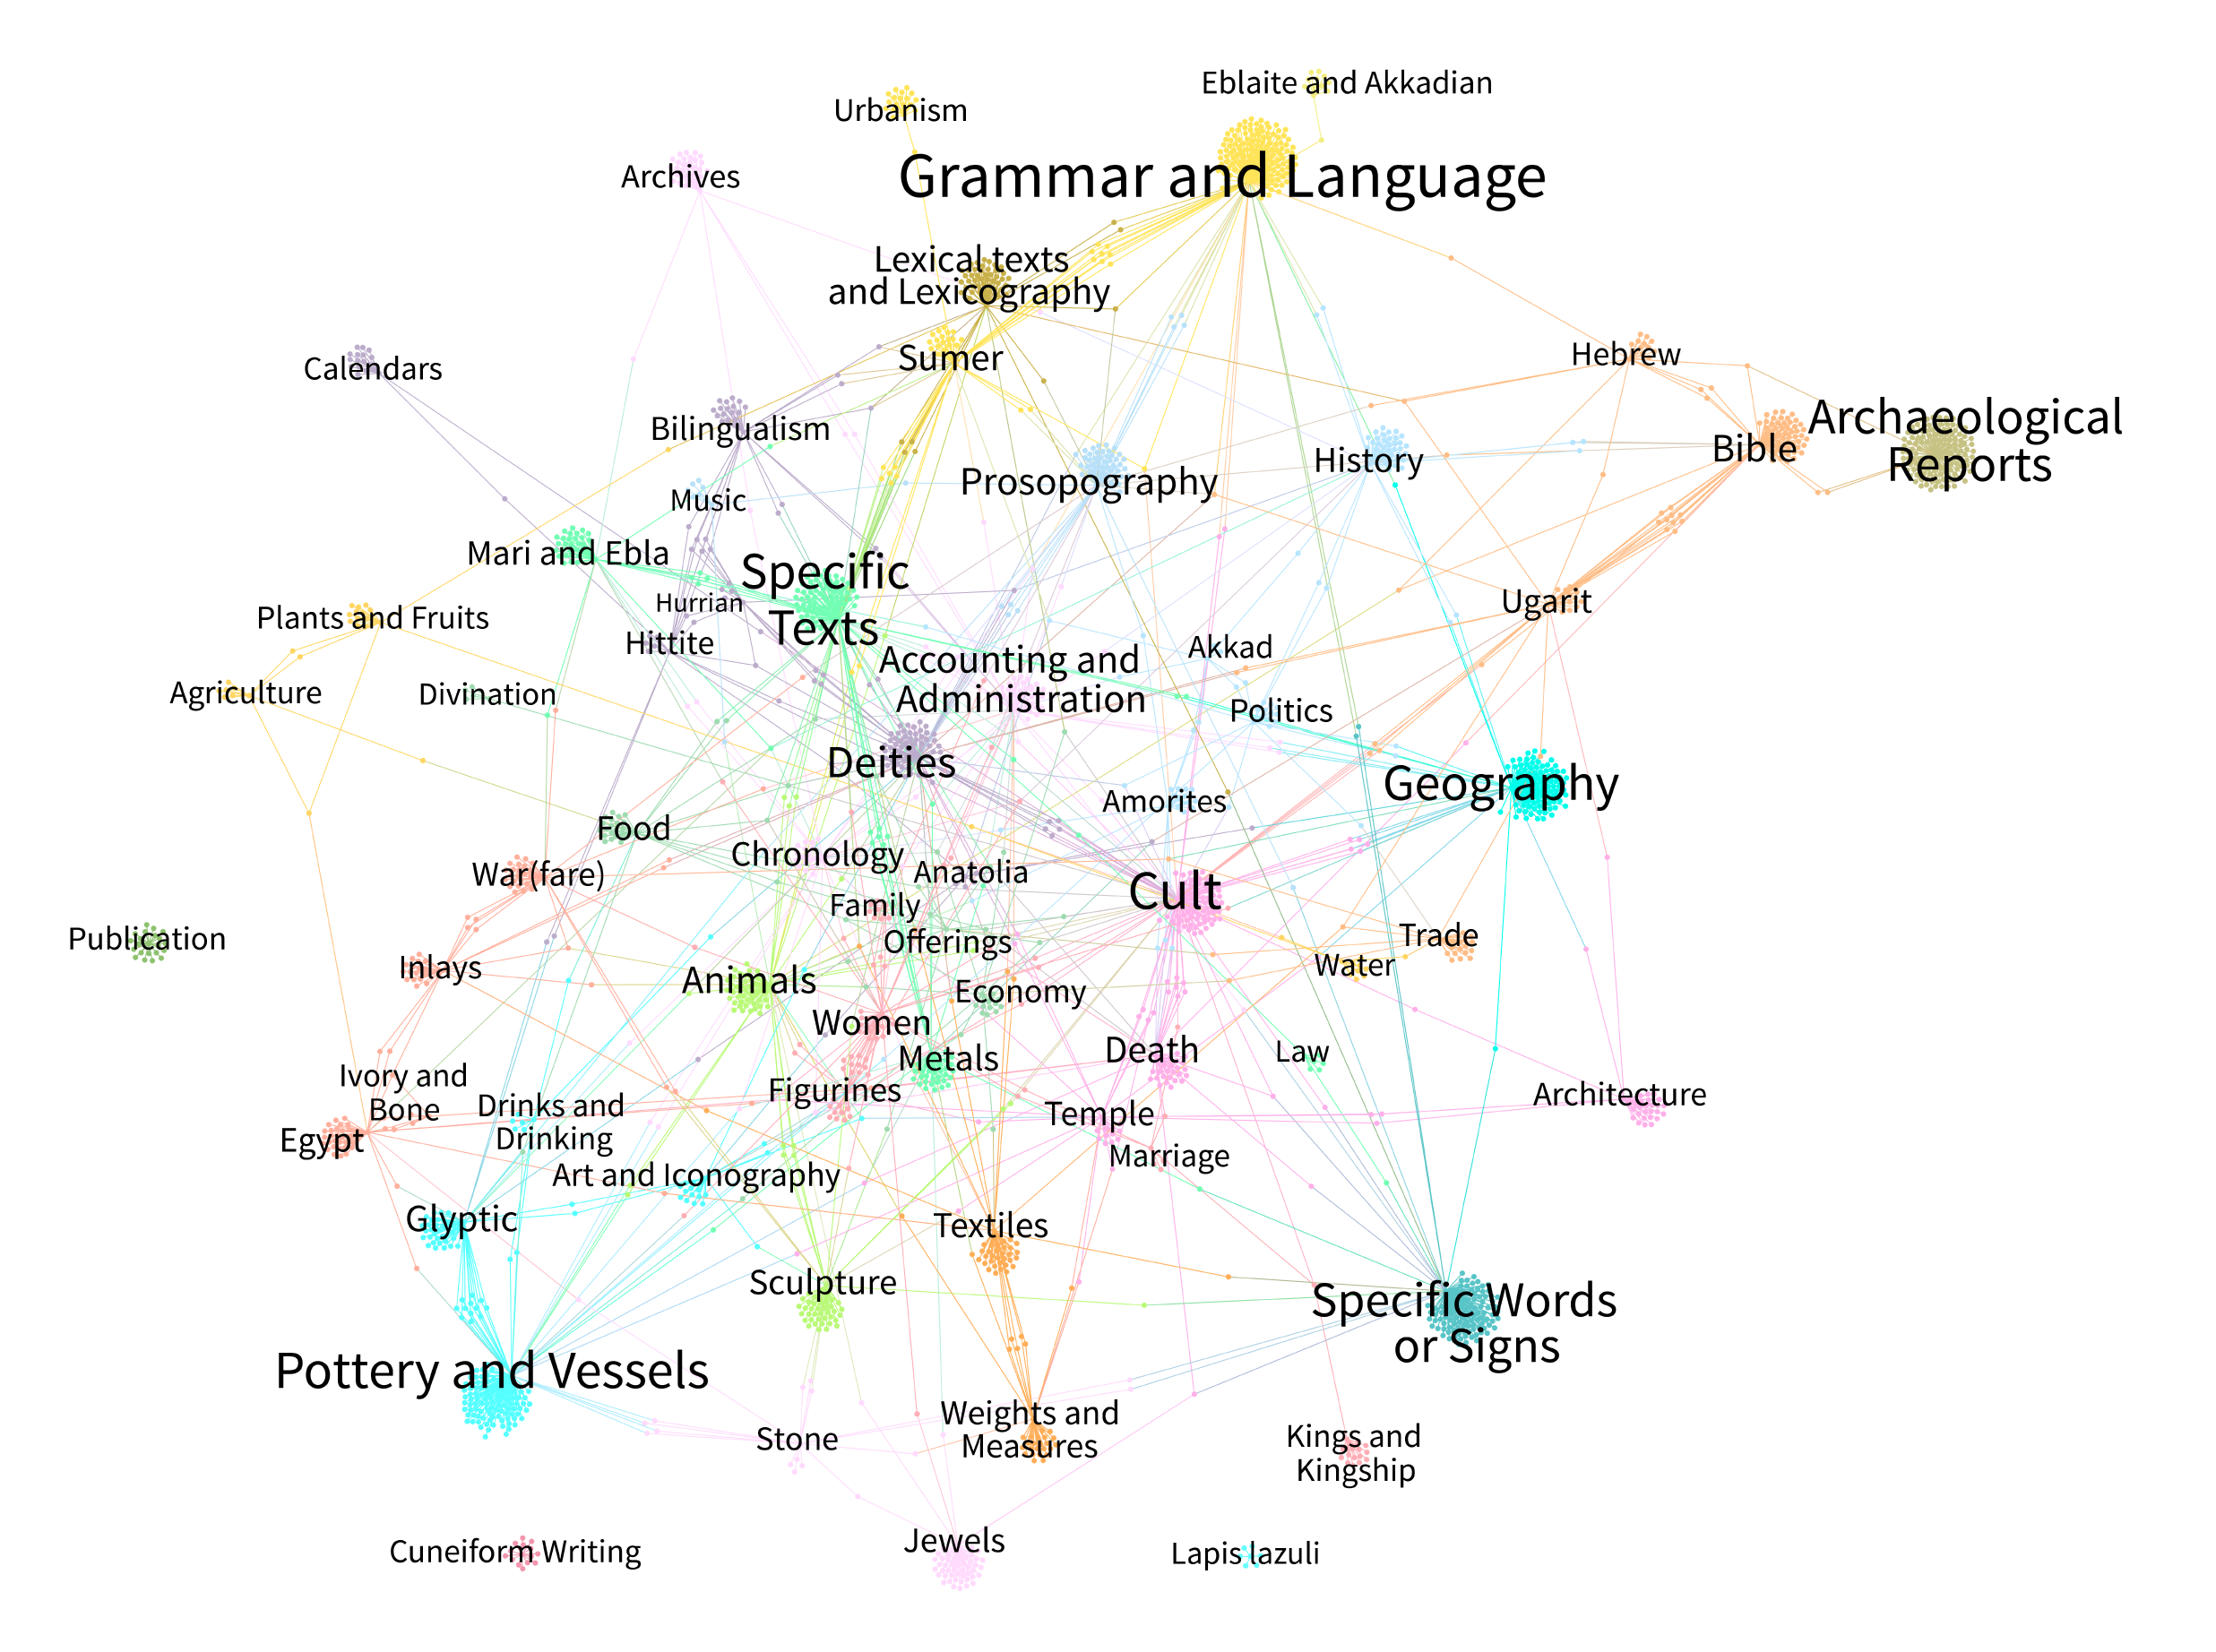 Eblaite and Akkadian
Urbanism
Archives
Grammar and Language
Lexical texts
and Lexicography
Sumer
Calendars
Hebrew
Bilingualism
Archaeological
Reports
Bible
History
Prosopography
Music
Mari and Ebla
Specific
Texts
Hurrian
Hittite
Plants and Fruits
Ugarit
Akkad
Accounting and
Administration
Agriculture
Divination
Politics
Deities
Geography
Amorites
Food
Chronology
Anatolia
War(fare)
Cult
Family
Offerings
Publication
Trade
Water
Inlays
Animals
Economy
Women
Metals
Death
Law
Ivory and
Bone
Figurines
Architecture
Drinks and
Drinking
Temple
Egypt
Marriage
Art and Iconography
Glyptic
Textiles
Sculpture
Specific Words
or Signs
Pottery and Vessels
Weights and
Measures
Stone
Kings and
Kingship
Jewels
Cuneiform Writing
Lapis lazuli